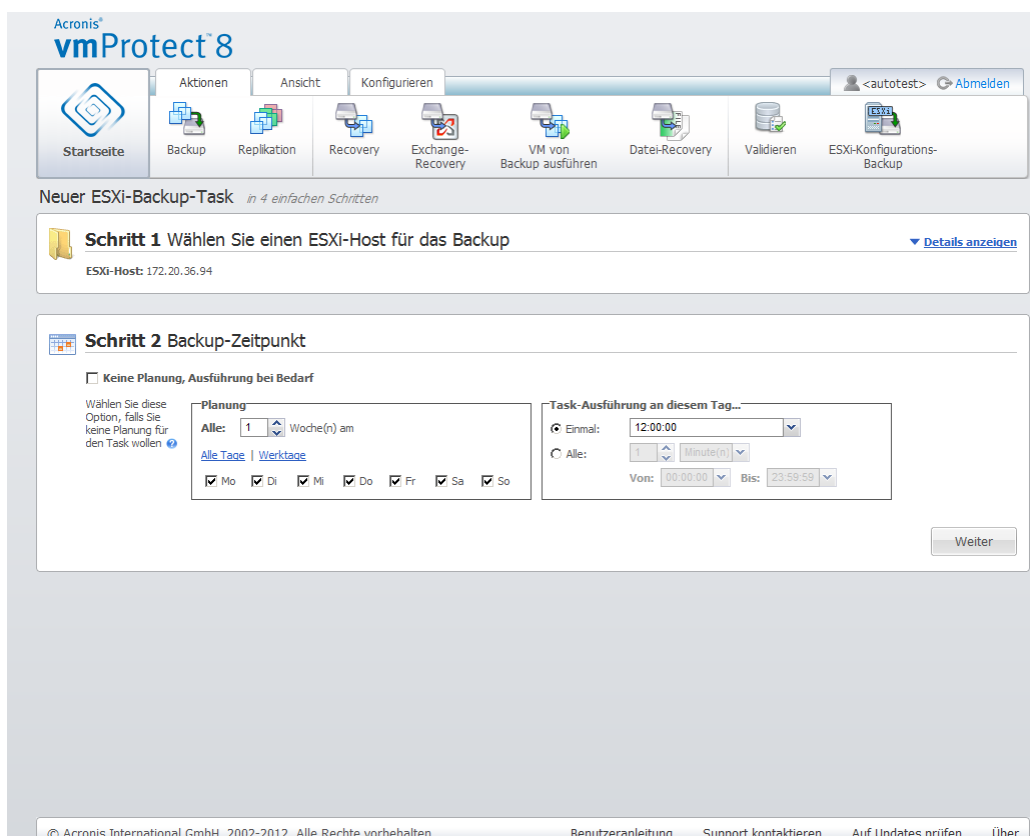 Acronis®
vmProtect™ 8
Aktionen Ansicht Konfigurieren <autotest> Abmelden
Startseite
Backup Replikation Recovery Exchange-Recovery VM von Backup ausführen Datei-Recovery Validieren ESXi ESXi-Konfigurations-Backup
Neuer ESXi-Backup-Task in 4 einfachen Schritten
Schritt 1 Wählen Sie einen ESXi-Host für das Backup
Details anzeigen
ESXi-Host: 172.20.36.94
Schritt 2 Backup-Zeitpunkt
Keine Planung, Ausführung bei Bedarf
Wählen Sie diese
Option, falls Sie
keine Planung für
den Task wollen ?
Planung
Alle: 1 Woche(n) am
Alle Tage | Werktage
Mo Di Mi Do Fr Sa So
Task-Ausführung an diesem Tag...
Einmal: 12:00:00
Alle: 1 Minute(n)
Von: 00:00:00 Bis: 23:59:59
Weiter
© Acronis International GmbH, 2002-2012. Alle Rechte vorbehalten. Benutzeranleitung Support kontaktieren Auf Updates prüfen Über